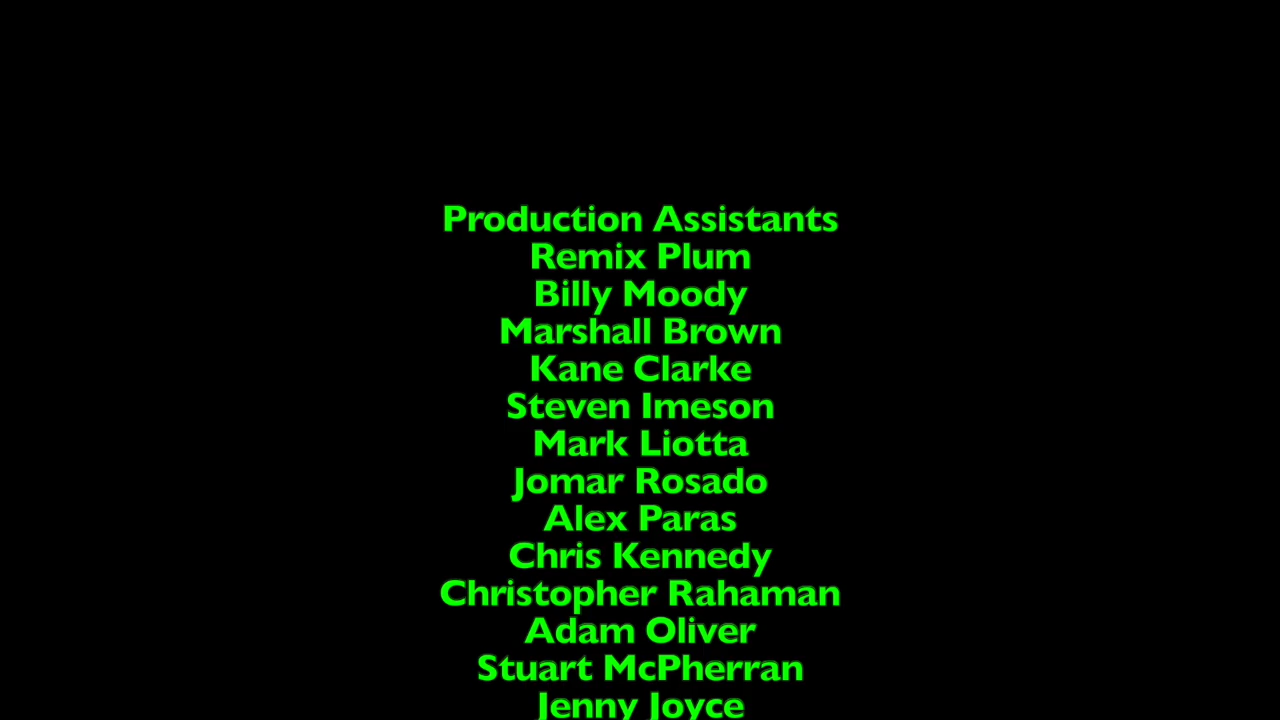 Production Assistants
Remix Plum
Billy Moody
Marshall Brown
Kane Clarke
Steven Imeson
Mark Liotta
Jomar Rosado
Alex Paras
Chris Kennedy
Christopher Rahaman
Adam Oliver
Stuart McPherran
Jenny Joyce